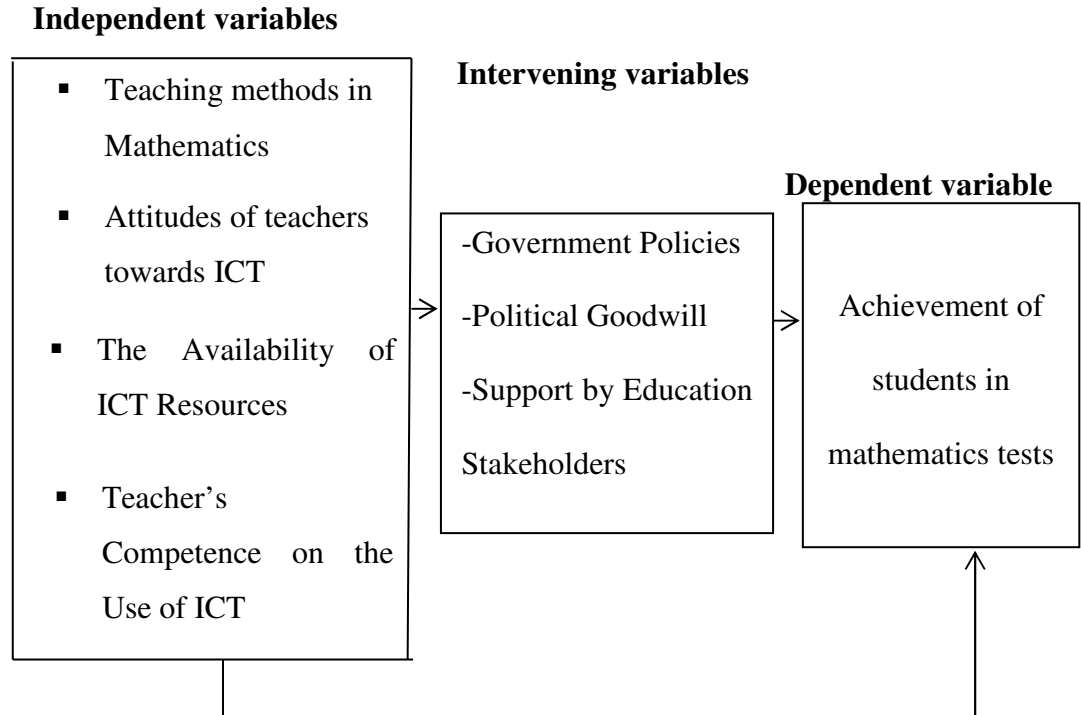 Independent variables
▪ Teaching methods in
Mathematics
▪ Attitudes of teachers
towards ICT
▪ The Availability of
ICT Resources
▪ Teacher’s
Competence on the
Use of ICT
Intervening variables
-Government Policies
-Political Goodwill
-Support by Education
Stakeholders
Dependent variable
Achievement of
students in
mathematics tests